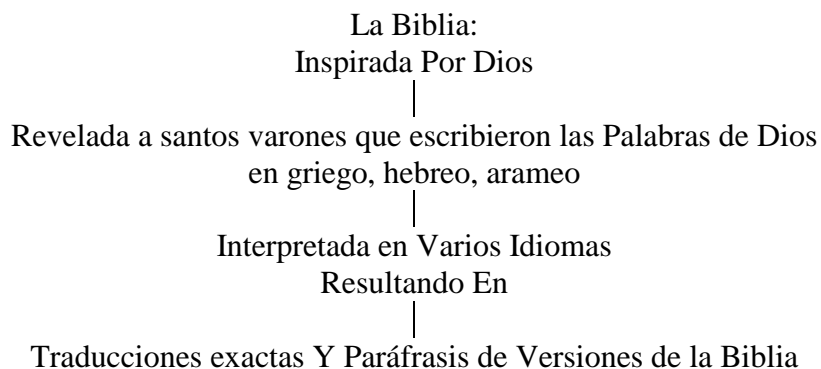 La Biblia:
Inspirada Por Dios
Revelada a santos varones que escribieron las Palabras de Dios
en griego, hebreo, arameo
Interpretada en Varios Idiomas
Resultando En
Traducciones exactas Y Paráfrasis de Versiones de la Biblia